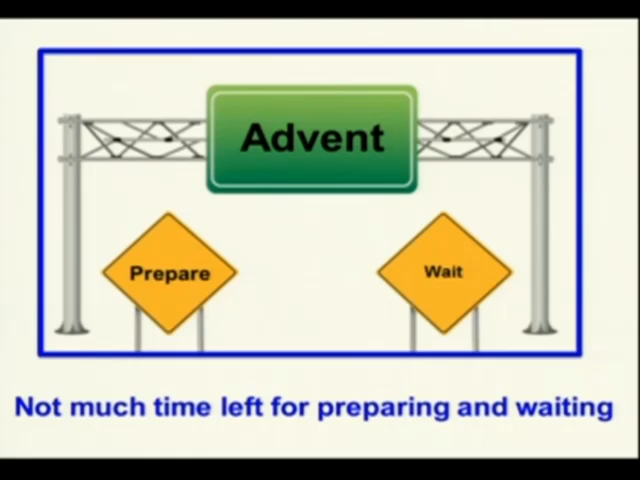 Advent
Prepare
Wait
Not much time left for preparing and waiting